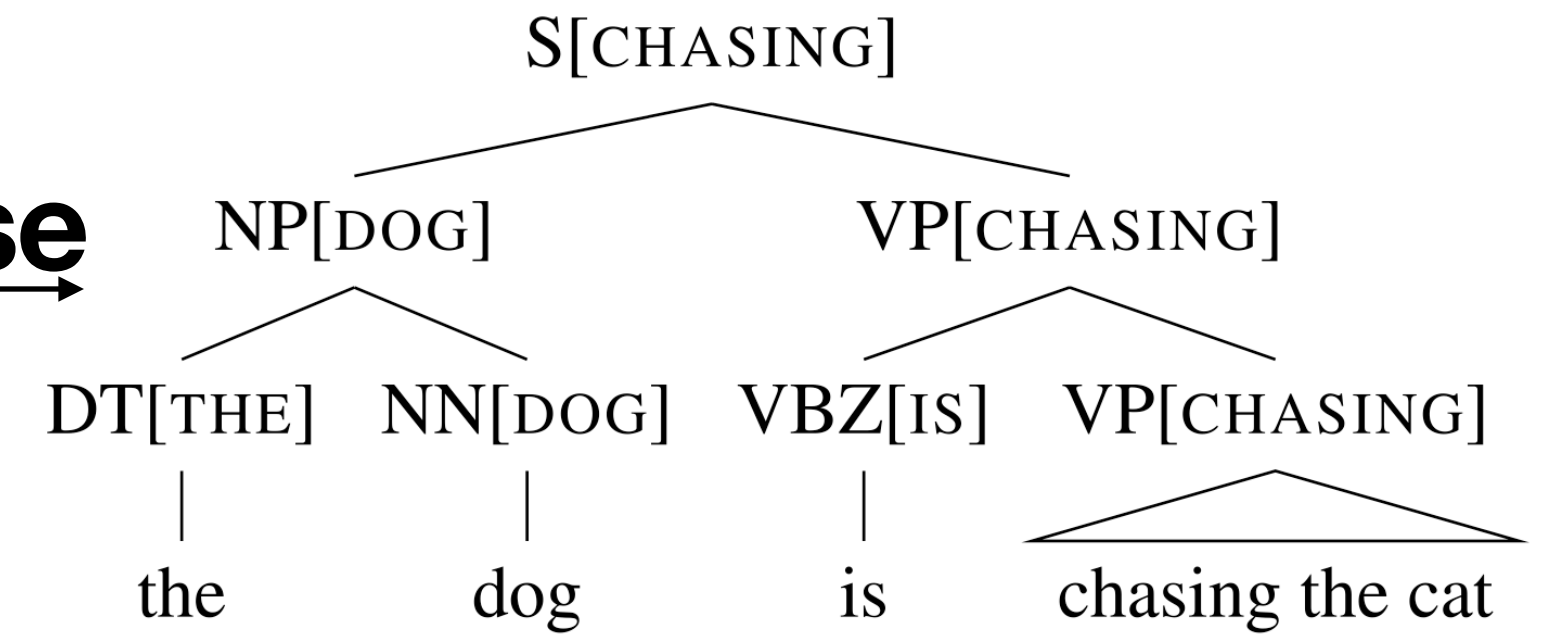 S[CHASING]
se
NP[DOG] VP[CHASING]
DT[THE] NN[DOG] VBZ[IS] VP[CHASING]
the dog is chasing the cat